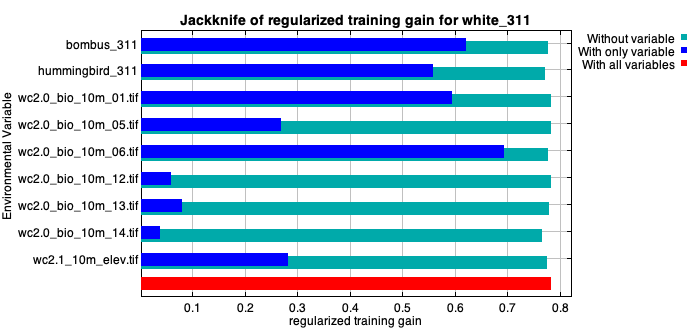 Jackknife of regularized training gain for white_311
Without variable
With only variable
With all variables
Environmental Variable
bombus_311
hummingbird_311
wc2.0_bio_10m_01.tif
wc2.0_bio_10m_05.tif
wc2.0_bio_10m_06.tif
wc2.0_bio_10m_12.tif
wc2.0_bio_10m_13.tif
wc2.0_bio_10m_14.tif
wc2.1_10m_elev.tif
0.1 0.2 0.3 0.4 0.5 0.6 0.7 0.8
regularized training gain